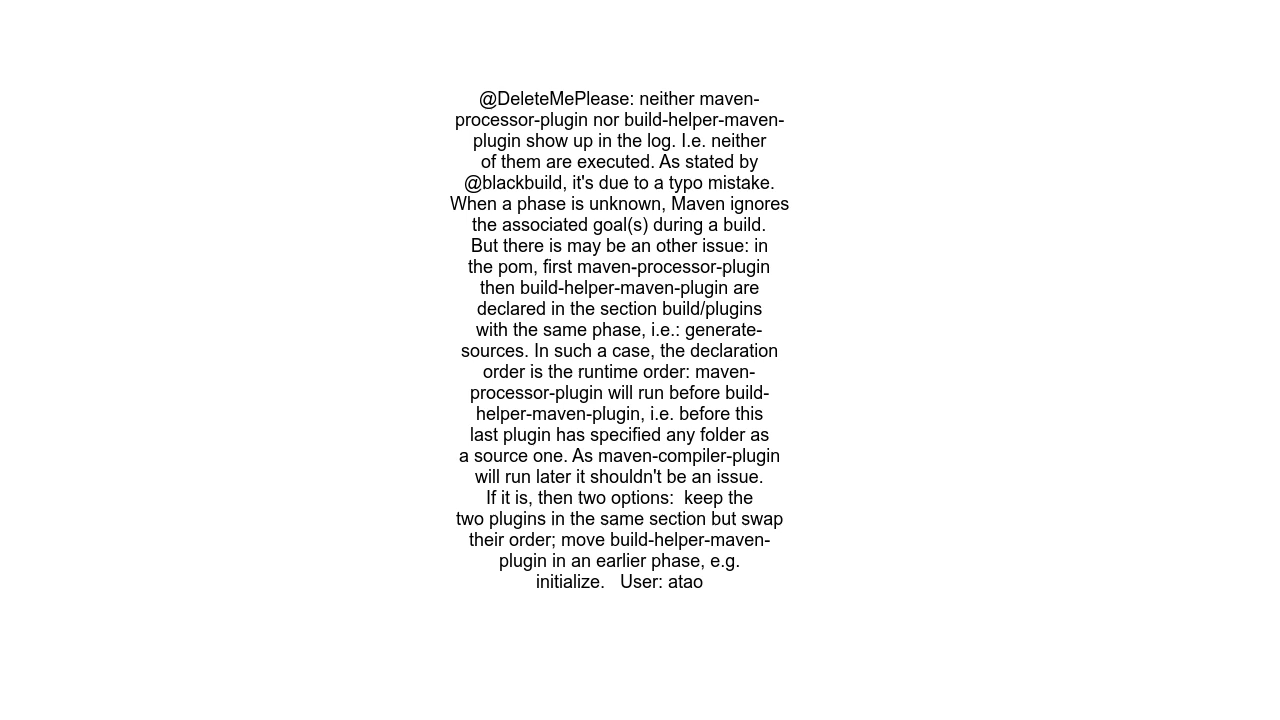 @DeleteMePlease: neither maven-
processor-plugin nor build-helper-maven-
plugin show up in the log. I.e. neither
of them are executed. As stated by
@blackbuild, it's due to a typo mistake.
When a phase is unknown, Maven ignores
the associated goal(s) during a build.
But there is may be an other issue: in
the pom, first maven-processor-plugin
then build-helper-maven-plugin are
declared in the section build/plugins
with the same phase, i.e.: generate-
sources. In such a case, the declaration
order is the runtime order: maven-
processor-plugin will run before build-
helper-maven-plugin, i.e. before this
last plugin has specified any folder as
a source one. As maven-compiler-plugin
will run later it shouldn't be an issue.
If it is, then two options:  keep the
two plugins in the same section but swap
their order; move build-helper-maven-
plugin in an earlier phase, e.g.
initialize.   User: atao